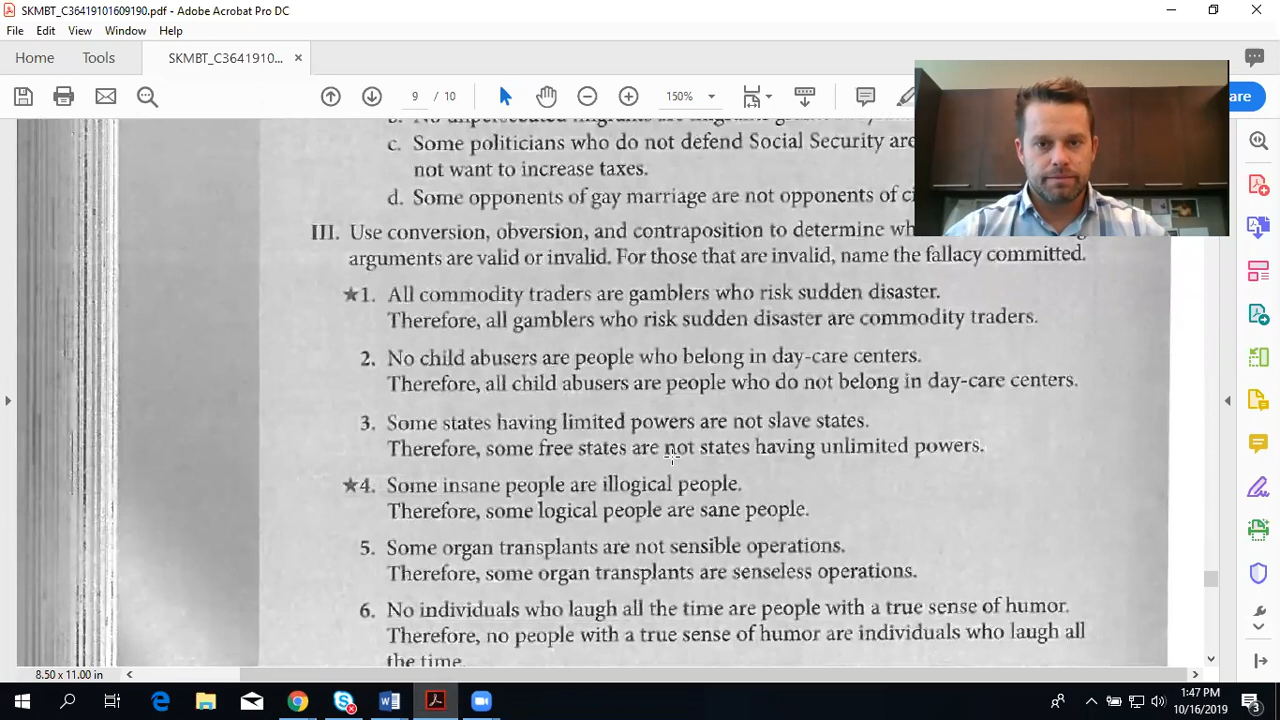 SKMBT_C36419101609190.pdf - Adobe Acrobat Pro DC
File Edit View Window Help
Home Tools SKMBT_C3641910... ×
9 / 10 150% are
c. Some politicians who do not defend Social Security are
not want to increase taxes.
d. Some opponents of gay marriage are not opponents of
III. Use conversion, obversion, and contraposition to determine
arguments are valid or invalid. For those that are invalid, name the fallacy committed.
★1. All commodity traders are gamblers who risk sudden disaster.
Therefore, all gamblers who risk sudden disaster are commodity traders.
2. No child abusers are people who belong in day-care centers.
Therefore, all child abusers are people who do not belong in day-care centers.
3. Some states having limited powers are not slave states.
Therefore, some free states are not states having unlimited powers.
★4. Some insane people are illogical people.
Therefore, some logical people are sane people.
5. Some organ transplants are not sensible operations.
Therefore, some organ transplants are senseless operations.
6. No individuals who laugh all the time are people with a true sense of humor.
Therefore, no people with a true sense of humor are individuals who laugh all
the time.
8.50 x 11.00 in
1:47 PM
10/16/2019
3